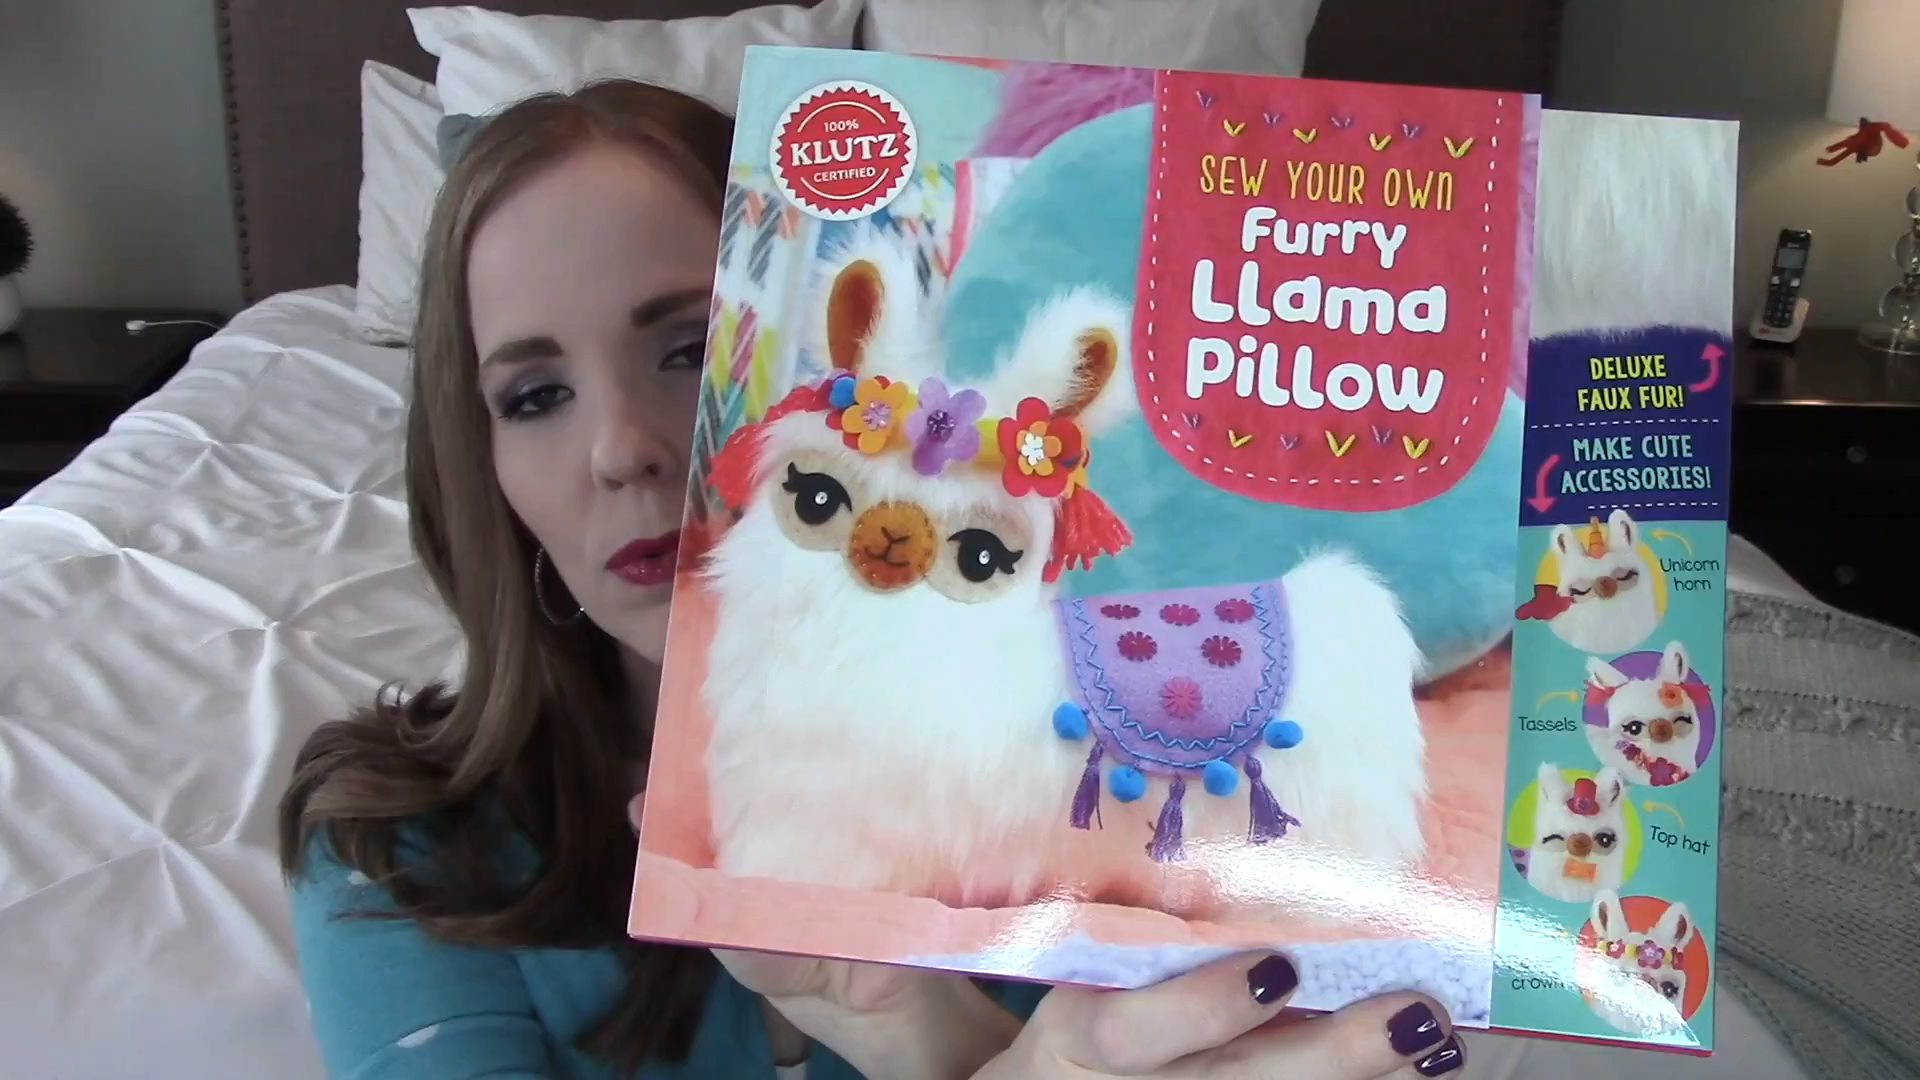 100%
KLUTZ
CERTIFIED
SEW YOUR OWN
Furry
LLama
PiLLow
DELUXE
FAUX FUR!
MAKE CUTE
ACCESSORIES!
Unicorn
horn
Tassels
Top hat
crown